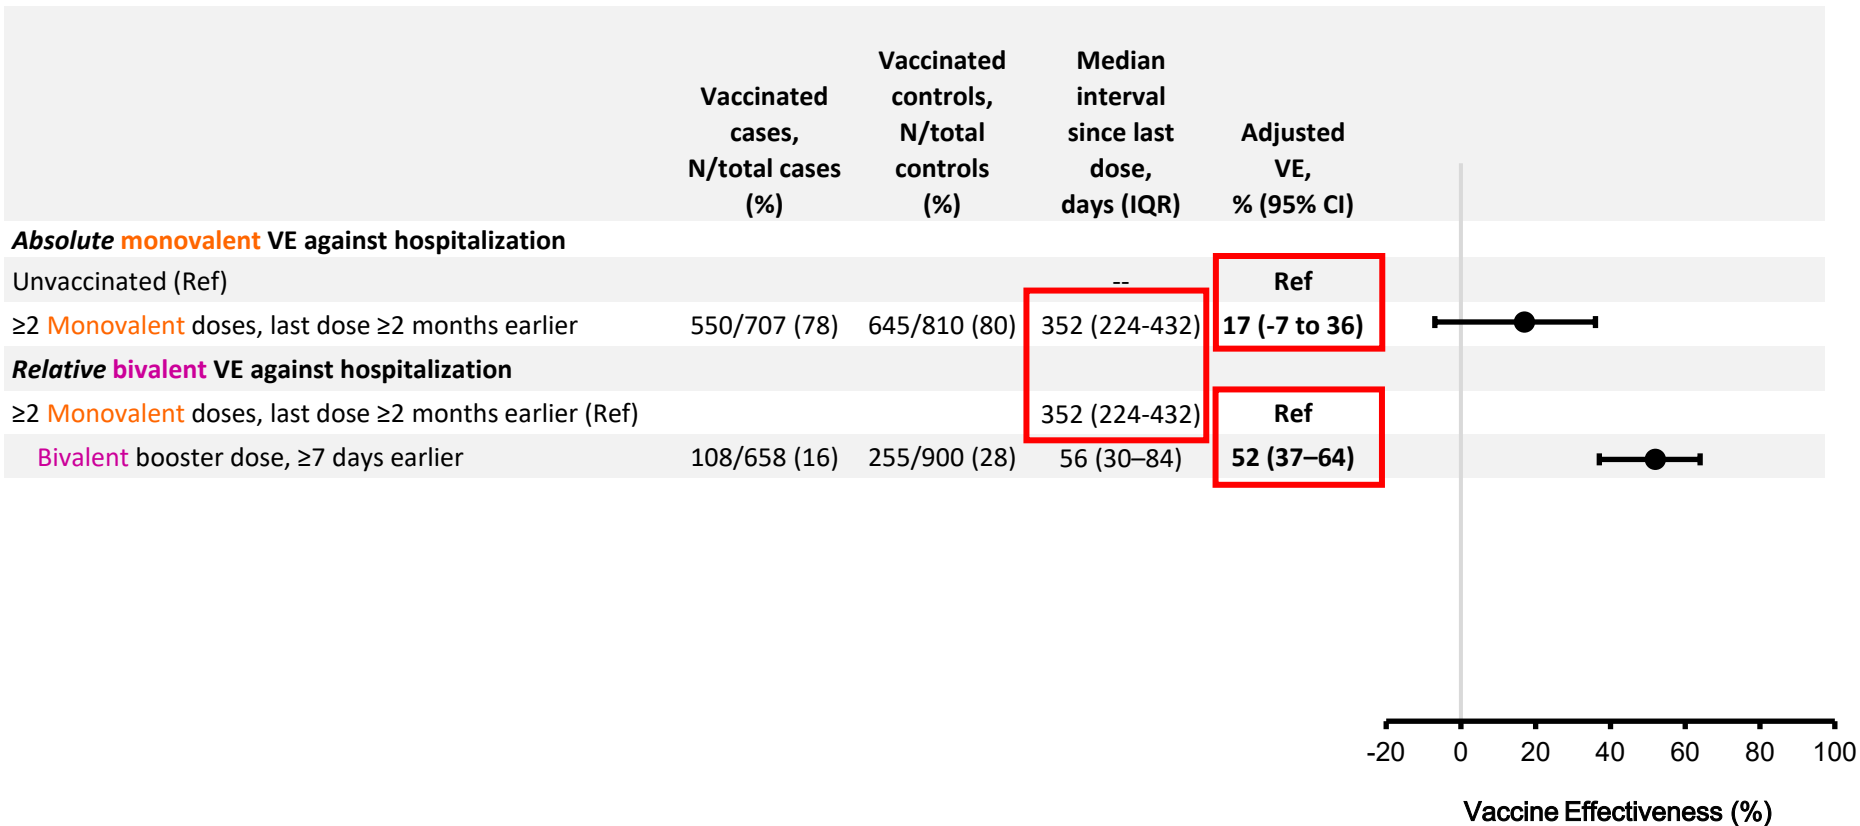 Vaccinated cases, N/total cases (%)
Vaccinated controls, N/total controls (%)
Median interval since last dose, days (IQR)
Adjusted VE, % (95% CI)
Absolute monovalent VE against hospitalization
Unvaccinated (Ref) -- Ref
≥2 Monovalent doses, last dose ≥2 months earlier 550/707 (78) 645/810 (80) 352 (224-432) 17 (-7 to 36)
Relative bivalent VE against hospitalization
≥2 Monovalent doses, last dose ≥2 months earlier (Ref) 352 (224-432) Ref
Bivalent booster dose, ≥7 days earlier 108/658 (16) 255/900 (28) 56 (30–84) 52 (37–64)
-20 0 20 40 60 80 100
Vaccine Effectiveness (%)